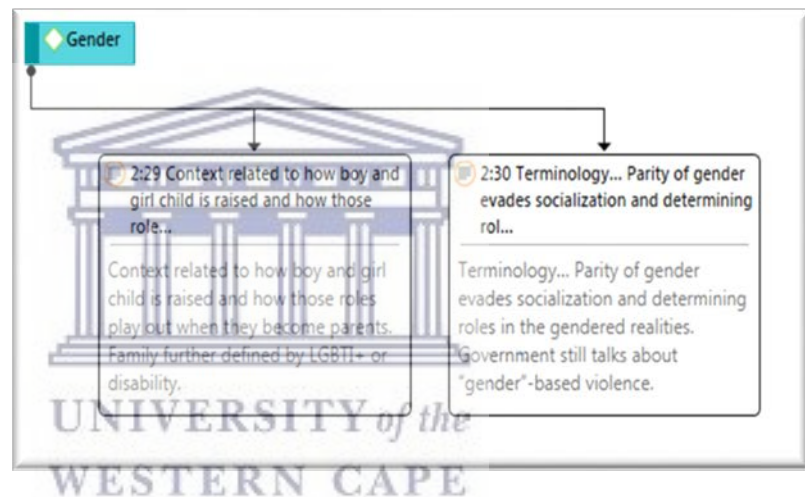 Gender
2:29 Context related to how boy and
girl child is raised and how those
role...
Context related to how boy and girl
child is raised and how those roles
play out when they become parents.
Family further defined by LGBTI+ or
disability.
2:30 Terminology... Parity of gender
evades socialization and determining
rol...
Terminology... Parity of gender
evades socialization and determining
roles in the gendered realities.
Government still talks about
"gender"-based violence.
UNIVERSITY of the
WESTERN CAPE